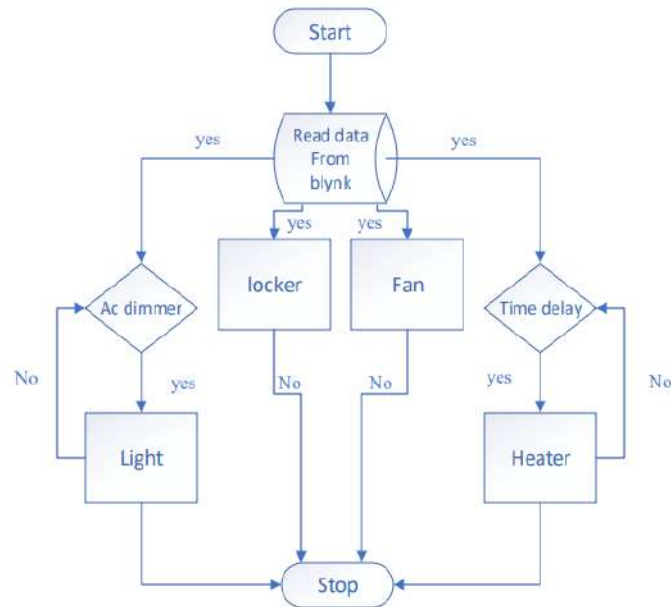 Start
Read data
From
blynk
yes
yes
yes
yes
Ac dimmer
locker
Fan
Time delay
No
yes
No
No
yes
No
Light
Heater
Stop